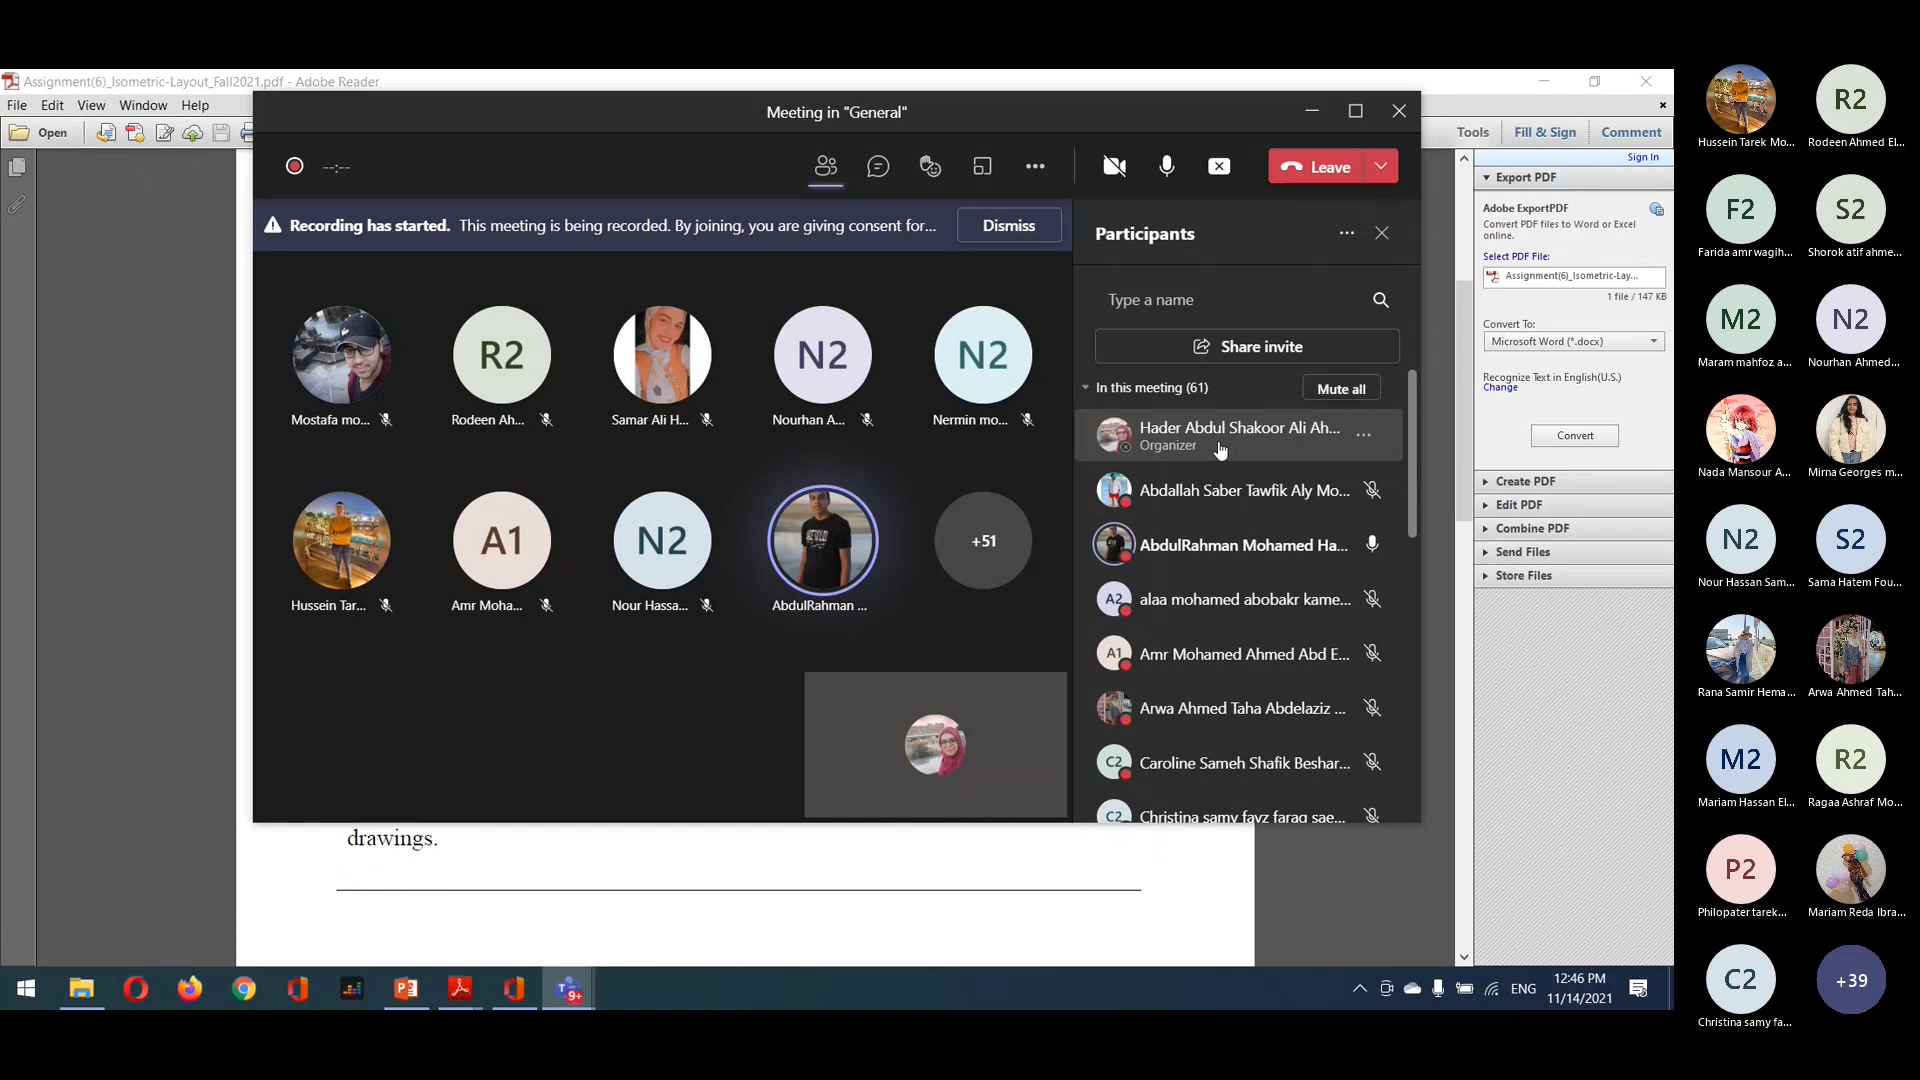 Assignment(6)_Isometric-Layout_Fall2021.pdf - Adobe Reader
File Edit View Window Help
Open
Tools Fill & Sign Comment
Sign In
Export PDF
Adobe ExportPDF
Convert PDF files to Word or Excel
online.
Select PDF File:
Assignment(6)_Isometric-Lay...
1 file / 147 KB
Convert To:
Microsoft Word (*.docx)
Recognize Text in English(U.S.)
Change
Convert
Create PDF
Edit PDF
Combine PDF
Send Files
Store Files
Meeting in "General"
--:--
Leave
Recording has started. This meeting is being recorded. By joining, you are giving consent for...
Dismiss
R2
N2
N2
Mostafa mo...
Rodeen Ah...
Samar Ali H...
Nourhan A...
Nermin mo...
A1
N2
+51
Hussein Tar...
Amr Moha...
Nour Hassa...
AbdulRahman ...
Participants
Type a name
Share invite
In this meeting (61)
Mute all
Hader Abdul Shakoor Ali Ah...
Organizer
Abdallah Saber Tawfik Aly Mo...
AbdulRahman Mohamed Ha...
A2
alaa mohamed abobakr kame...
A1
Amr Mohamed Ahmed Abd E...
Arwa Ahmed Taha Abdelaziz ...
C2
Caroline Sameh Shafik Beshar...
C2
Christina samy fayz farag sae...
drawings.
9+
ENG
12:46 PM
11/14/2021
R2
Hussein Tarek Mo...
Rodeen Ahmed El...
F2
S2
Farida amr wagih...
Shorok atif ahme...
M2
N2
Maram mahfoz a...
Nourhan Ahmed...
Nada Mansour A...
Mirna Georges m...
N2
S2
Nour Hassan Sam...
Sama Hatem Fou...
Rana Samir Hema...
Arwa Ahmed Tah...
M2
R2
Mariam Hassan El...
Ragaa Ashraf Mo...
P2
Philopater tarek...
Mariam Reda Ibra...
C2
+39
Christina samy fa...